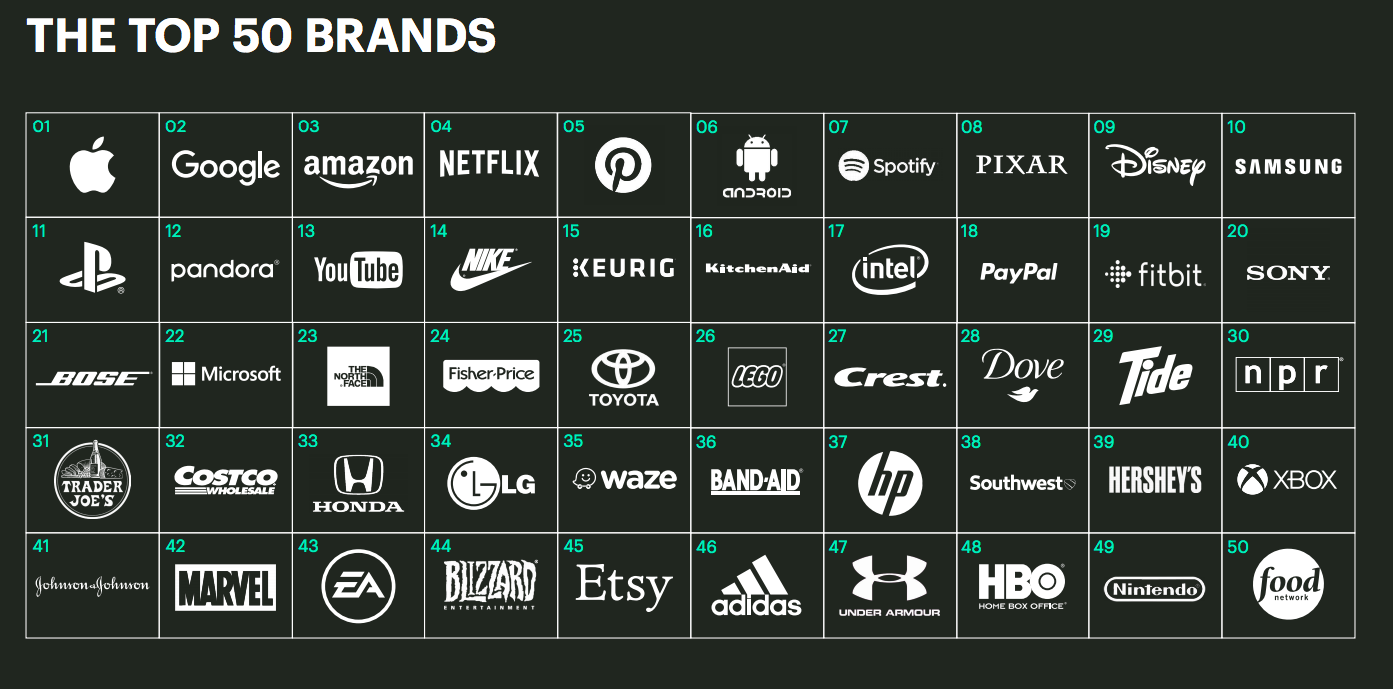 THE TOP 50 BRANDS
01 02 03 04 05 06 07 08 09 10
Google amazon NETFLIX ANDROID Spotify PIXAR Disney SAMSUNG
11 12 13 14 15 16 17 18 19 20
pandora® YouTube NIKE KEURIG KitchenAid intel PayPal fitbit SONY
21 22 23 24 25 26 27 28 29 30
BOSE Microsoft THE NORTH FACE Fisher-Price TOYOTA LEGO Crest. Dove Tide npr
31 32 33 34 35 36 37 38 39 40
TRADER JOE'S COSTCO WHOLESALE HONDA LG waze BAND-AID hp Southwest HERSHEY'S XBOX
41 42 43 44 45 46 47 48 49 50
Johnson & Johnson MARVEL EA BLIZZARD ENTERTAINMENT Etsy adidas UNDER ARMOUR HBO HOME BOX OFFICE Nintendo food network